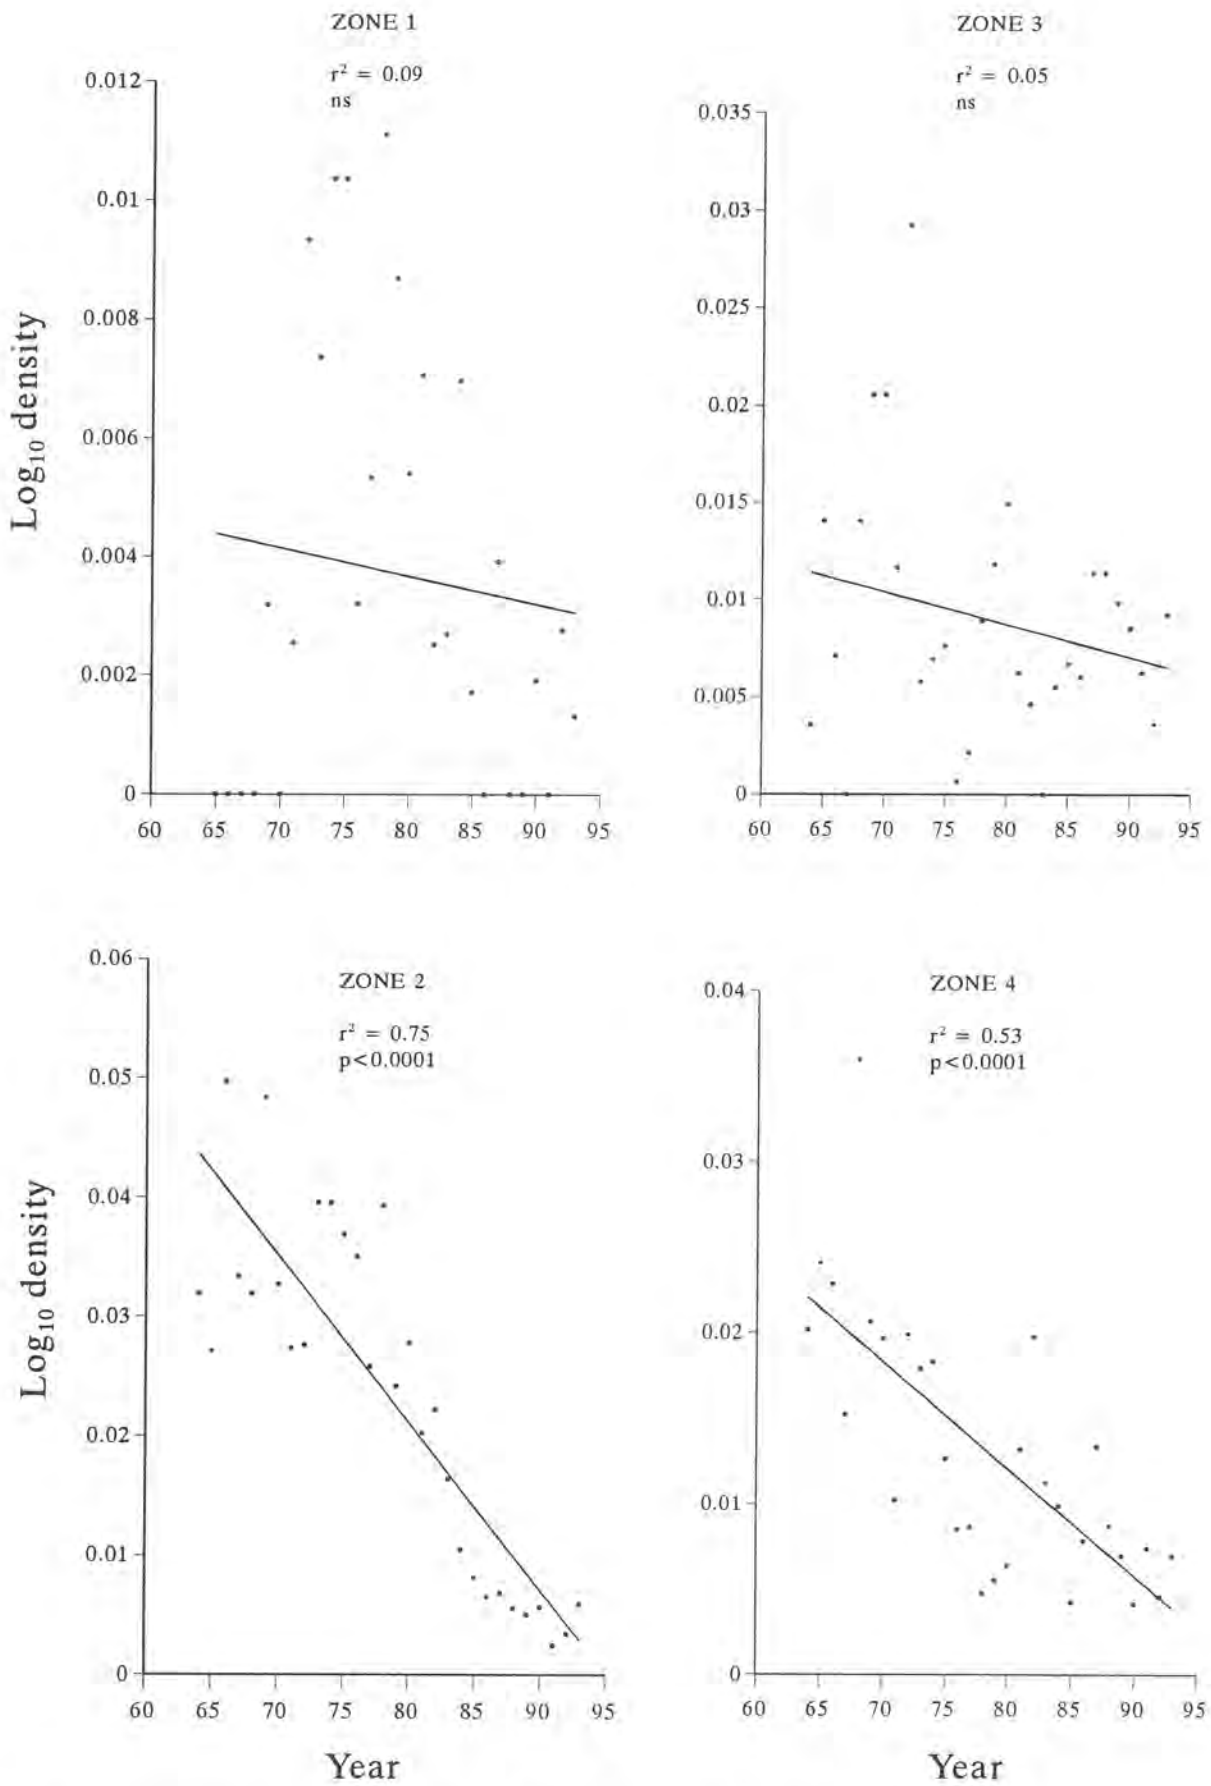 ZONE 1
r² = 0.09
ns
0.012
0.01
0.008
0.006
0.004
0.002
0
60 65 70 75 80 85 90 95
Log₁₀ density
ZONE 3
r² = 0.05
ns
0.035
0.03
0.025
0.02
0.015
0.01
0.005
0
60 65 70 75 80 85 90 95
ZONE 2
r² = 0.75
p<0.0001
0.06
0.05
0.04
0.03
0.02
0.01
0
60 65 70 75 80 85 90 95
Log₁₀ density
Year
ZONE 4
r² = 0.53
p<0.0001
0.04
0.03
0.02
0.01
0
60 65 70 75 80 85 90 95
Year